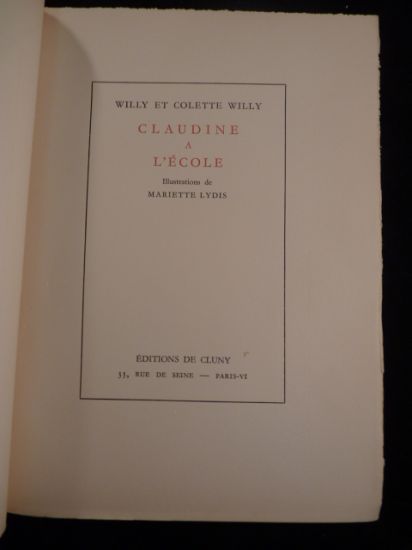 WILLY ET COLETTE WILLY
CLAUDINE
A
L'ÉCOLE
Illustrations de
MARIETTE LYDIS
ÉDITIONS DE CLUNY
33, RUE DE SEINE — PARIS-VI